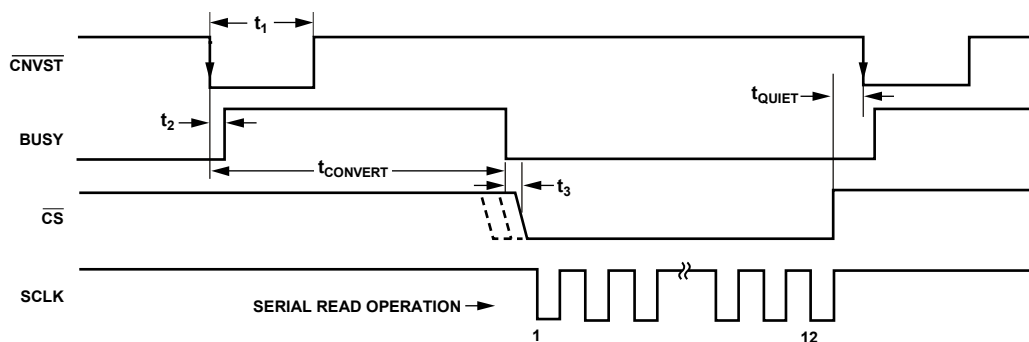 t1
CNVST
tQUIET
t2
BUSY
tCONVERT
t3
CS
SCLK
SERIAL READ OPERATION
1
12